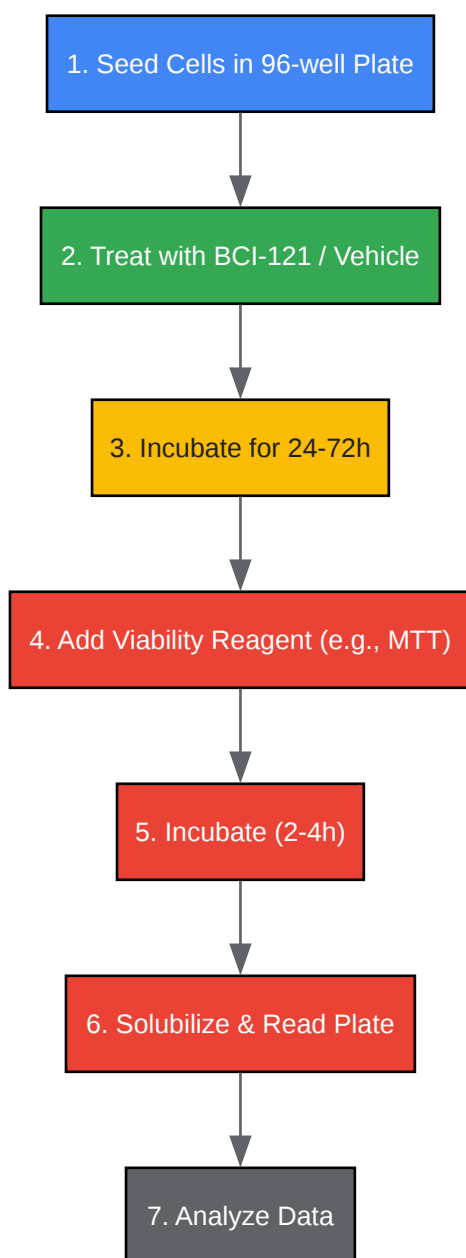 1. Seed Cells in 96-well Plate
2. Treat with BCI-121 / Vehicle
3. Incubate for 24-72h
4. Add Viability Reagent (e.g., MTT)
5. Incubate (2-4h)
6. Solubilize & Read Plate
7. Analyze Data